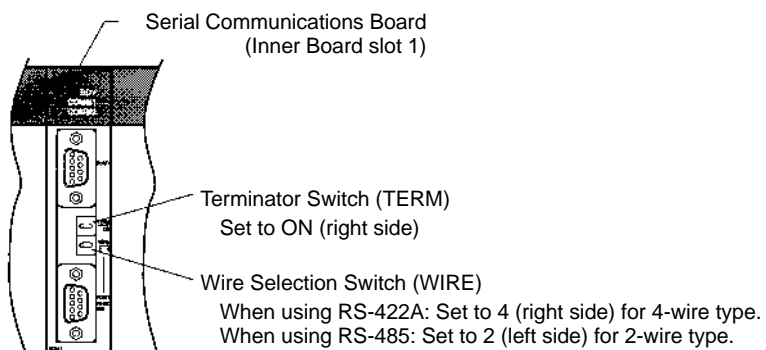 Serial Communications Board
(Inner Board slot 1)
Terminator Switch (TERM)
Set to ON (right side)
Wire Selection Switch (WIRE)
When using RS-422A: Set to 4 (right side) for 4-wire type.
When using RS-485: Set to 2 (left side) for 2-wire type.